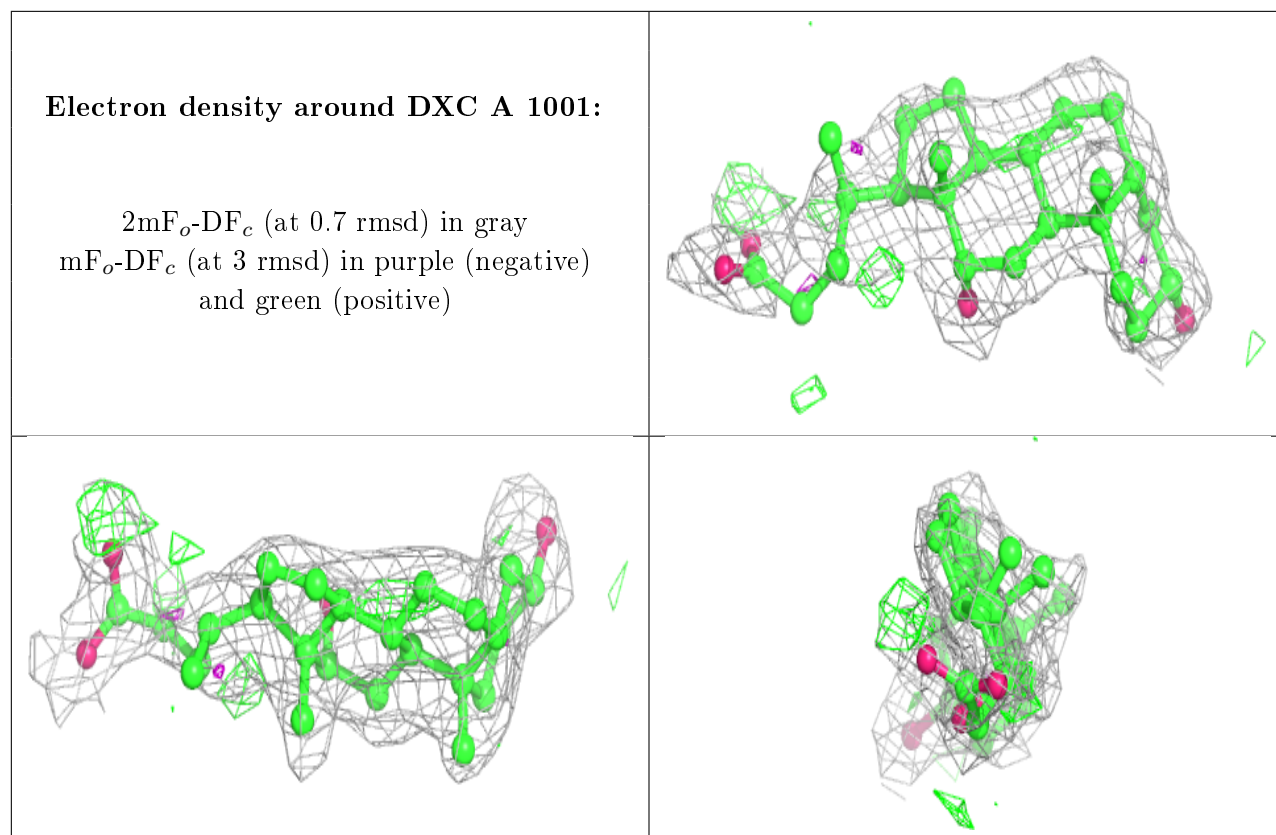 Electron density around DXC A 1001:
2mFo-DFc (at 0.7 rmsd) in gray
mFo-DFc (at 3 rmsd) in purple (negative)
and green (positive)